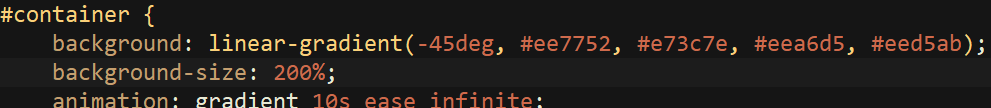 #container {
    background: linear-gradient(-45deg, #ee7752, #e73c7e, #eea6d5, #eed5ab);
    background-size: 200%;
    animation: gradient 10s ease infinite;